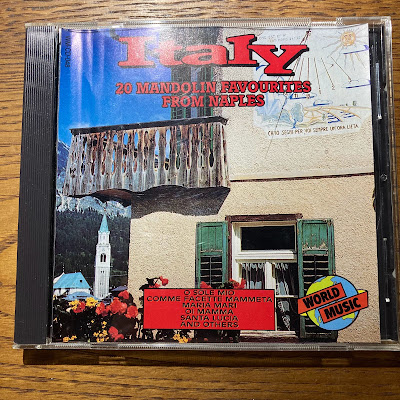 Italy
20 MANDOLIN FAVOURITES
FROM NAPLES
O SOLE MIO
COMME FACETTE MAMMETA
MARIA MARI
OI MAMMA
SANTA LUCIA
AND OTHERS
WORLD
MUSIC